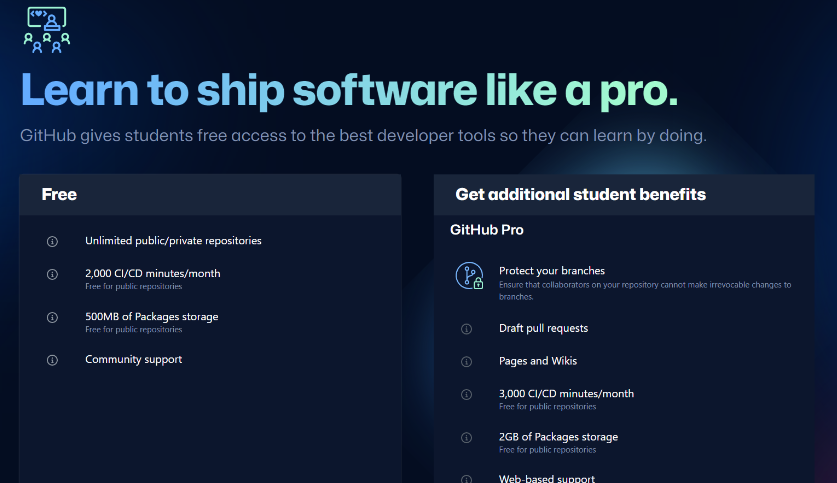 Learn to ship software like a pro.
GitHub gives students free access to the best developer tools so they can learn by doing.
Free
Unlimited public/private repositories
2,000 CI/CD minutes/month
Free for public repositories
500MB of Packages storage
Free for public repositories
Community support
Get additional student benefits
GitHub Pro
Protect your branches
Ensure that collaborators on your repository cannot make irrevocable changes to
branches.
Draft pull requests
Pages and Wikis
3,000 CI/CD minutes/month
Free for public repositories
2GB of Packages storage
Free for public repositories
Web-based support